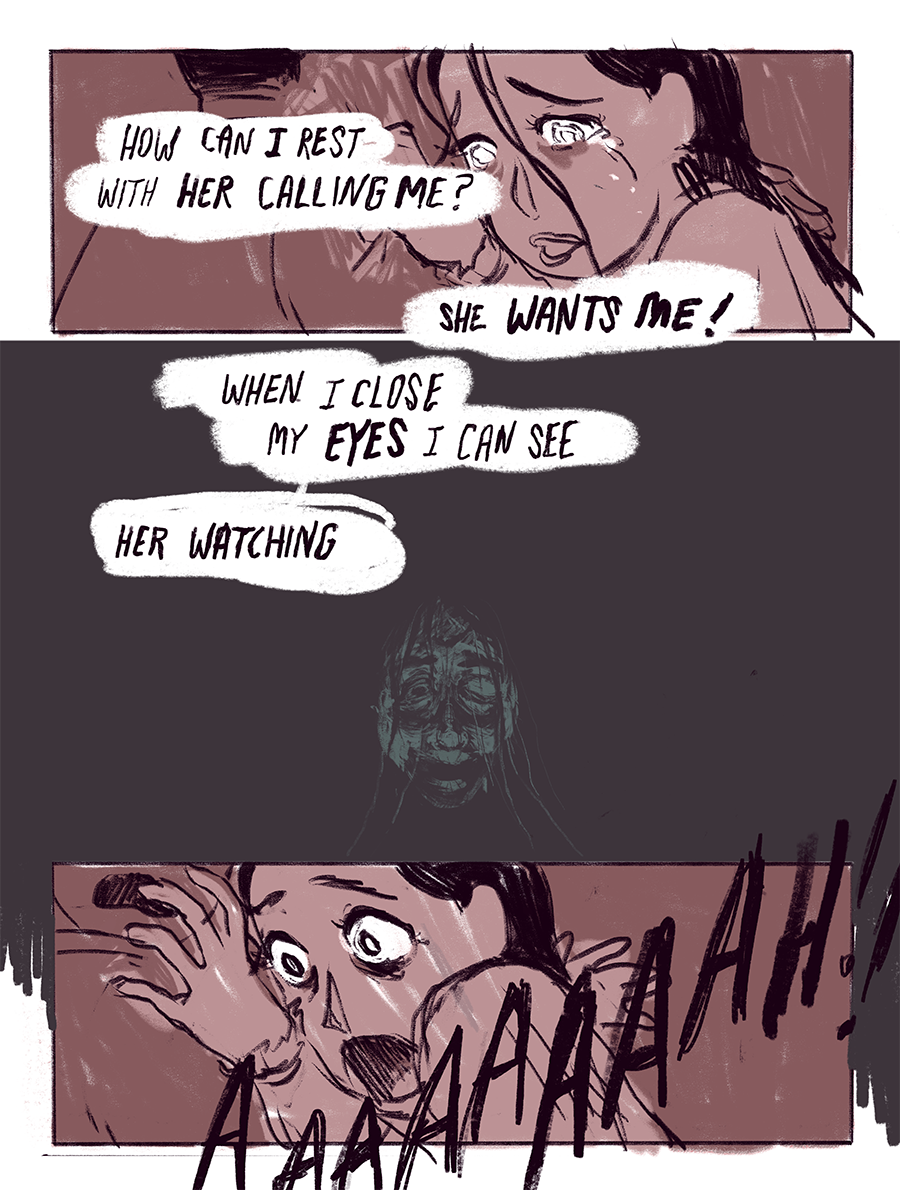 HOW CAN I REST
WITH HER CALLING ME?
SHE WANTS ME!
WHEN I CLOSE
MY EYES I CAN SEE
HER WATCHING
AAAAAAAAH!!